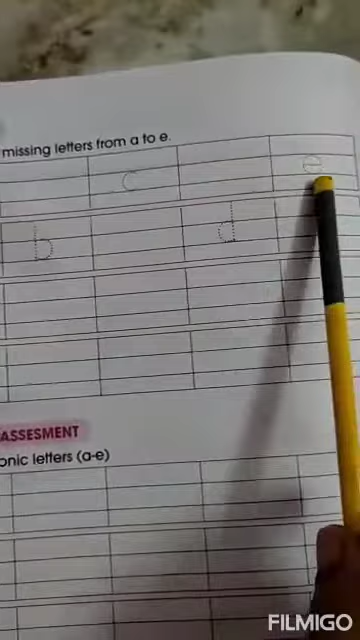 missing letters from a to e.
c e
b d
ASSESMENT
onic letters (a-e)
FILMIGO